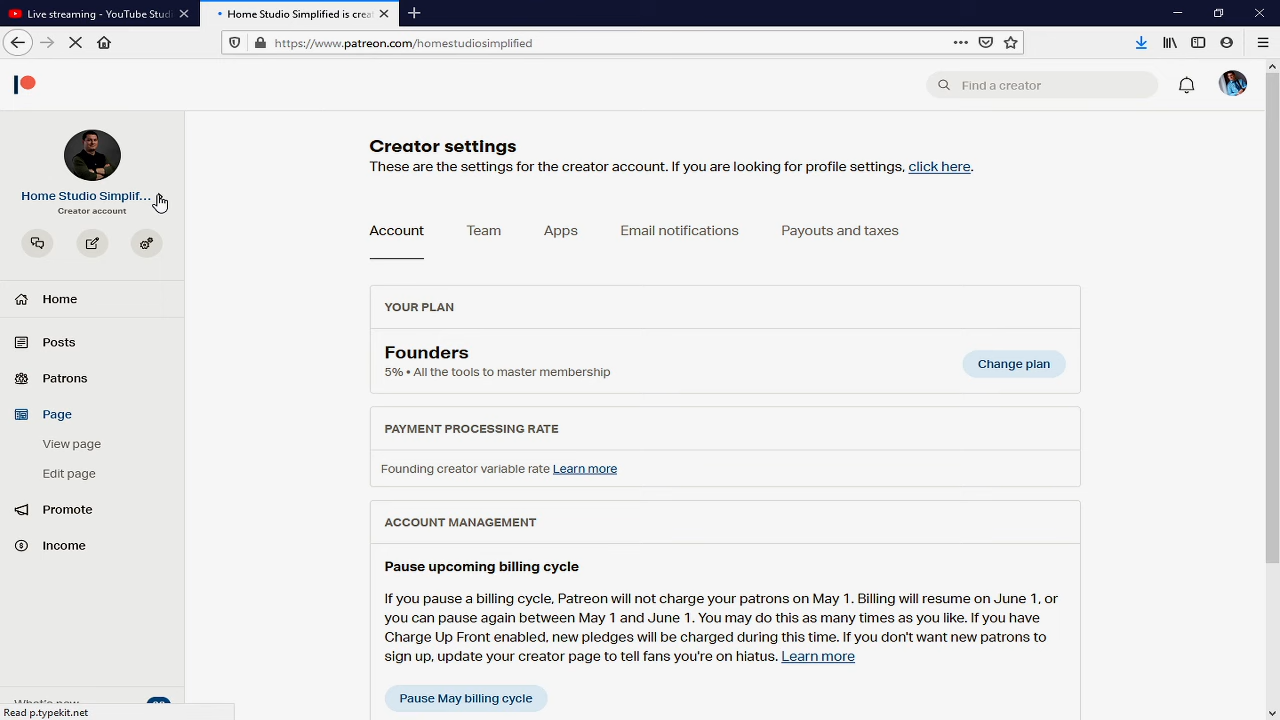 Live streaming - YouTube Stud
Home Studio Simplified is crea
https://www.patreon.com/homestudiosimplified
Find a creator
Home Studio Simplif…
Creator account
Home
Posts
Patrons
Page
View page
Edit page
Promote
Income
Creator settings
These are the settings for the creator account. If you are looking for profile settings, click here.
Account
Team
Apps
Email notifications
Payouts and taxes
YOUR PLAN
Founders
5% • All the tools to master membership
Change plan
PAYMENT PROCESSING RATE
Founding creator variable rate Learn more
ACCOUNT MANAGEMENT
Pause upcoming billing cycle
If you pause a billing cycle, Patreon will not charge your patrons on May 1. Billing will resume on June 1, or
you can pause again between May 1 and June 1. You may do this as many times as you like. If you have
Charge Up Front enabled, new pledges will be charged during this time. If you don't want new patrons to
sign up, update your creator page to tell fans you're on hiatus. Learn more
Pause May billing cycle
What's new
Read p.typekit.net